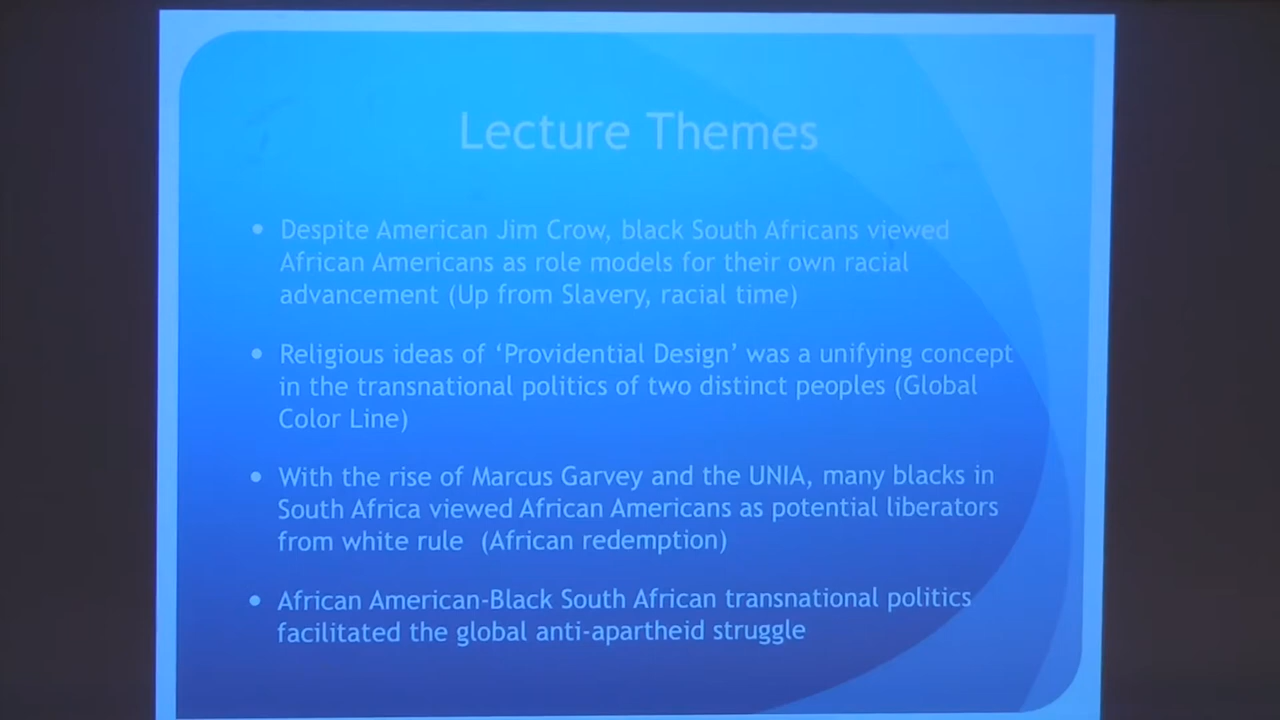 Lecture Themes
• Despite American Jim Crow, black South Africans viewed
African Americans as role models for their own racial
advancement (Up from Slavery, racial time)
• Religious ideas of ‘Providential Design’ was a unifying concept
in the transnational politics of two distinct peoples (Global
Color Line)
• With the rise of Marcus Garvey and the UNIA, many blacks in
South Africa viewed African Americans as potential liberators
from white rule (African redemption)
• African American-Black South African transnational politics
facilitated the global anti-apartheid struggle